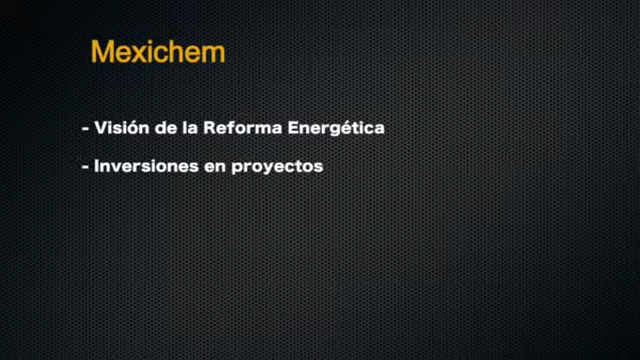 Mexichem
- Visión de la Reforma Energética
- Inversiones en proyectos